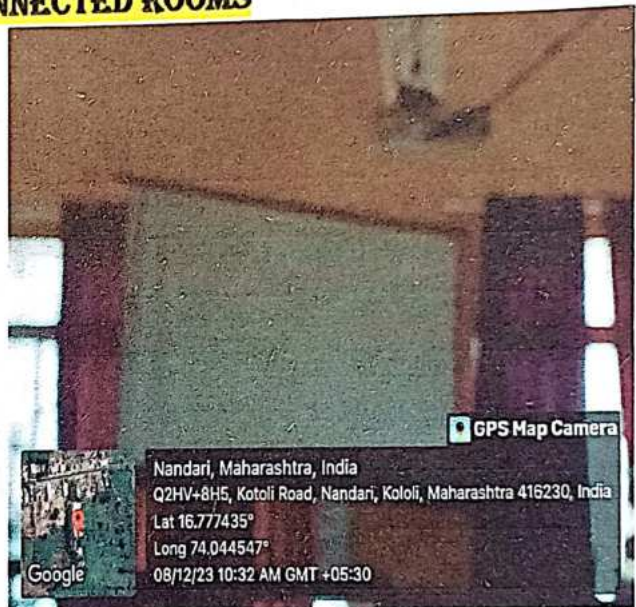 NNECTED ROOMS
GPS Map Camera
Nandari, Maharashtra, India
Q2HV+8H5, Kotoli Road, Nandari, Kololi, Maharashtra 416230, India
Lat 16.777435°
Long 74.044547°
08/12/23 10:32 AM GMT +05:30
Google